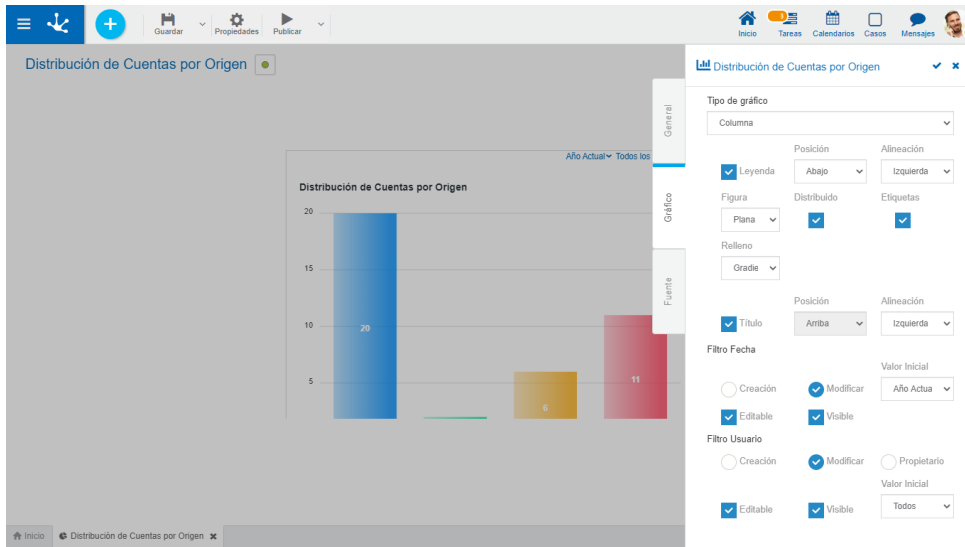 Guardar
Propiedades
Publicar
Inicio
Tareas
Calendarios
Casos
Mensajes
Distribución de Cuentas por Origen
Año Actual Todos los
Distribución de Cuentas por Origen
20
15
10
5
20
6
11
General
Gráfico
Fuente
Distribución de Cuentas por Origen
Tipo de gráfico
Columna
Posición Alineación
Leyenda Abajo Izquierda
Figura Distribuido Etiquetas
Plana
Relleno
Gradie
Posición Alineación
Título Arriba Izquierda
Filtro Fecha
Valor Inicial
Creación Modificar Año Actua
Editable Visible
Filtro Usuario
Creación Modificar Propietario
Valor Inicial
Editable Visible Todos
Inicio Distribución de Cuentas por Origen